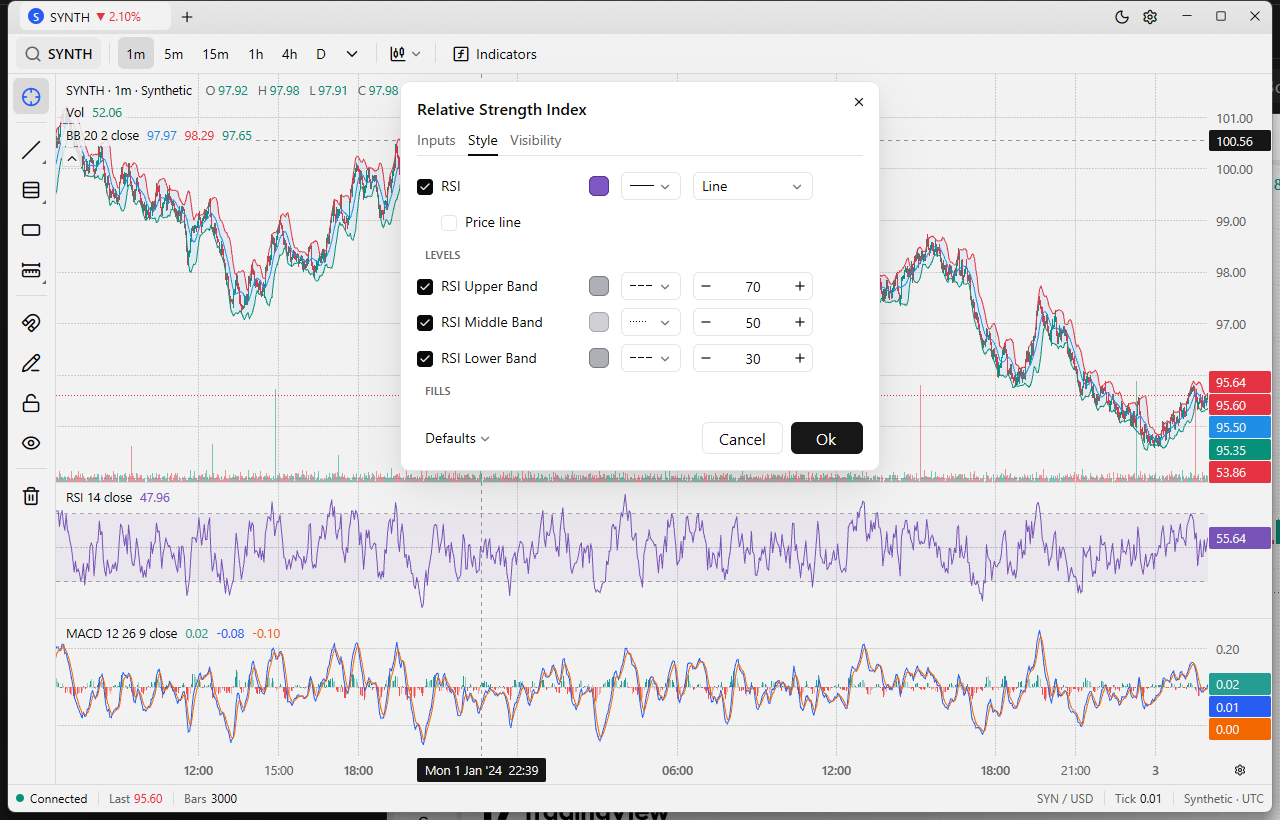 S SYNTH ▼ 2.10% +
SYNTH 1m 5m 15m 1h 4h D Indicators
SYNTH · 1m · Synthetic O 97.92 H 97.98 L 97.91 C 97.98
Vol 52.06
BB 20 2 close 97.97 98.29 97.65
Relative Strength Index
Inputs Style Visibility
RSI Line
Price line
LEVELS
RSI Upper Band 70
RSI Middle Band 50
RSI Lower Band 30
FILLS
Defaults Cancel Ok
101.00
100.56
100.00
99.00
98.00
97.00
95.64
95.60
95.50
95.35
53.86
RSI 14 close 47.96
55.64
MACD 12 26 9 close 0.02 -0.08 -0.10
0.20
0.02
0.01
0.00
12:00 15:00 18:00 Mon 1 Jan '24 22:39 06:00 12:00 18:00 21:00 3
Connected Last 95.60 Bars 3000 SYN / USD Tick 0.01 Synthetic · UTC